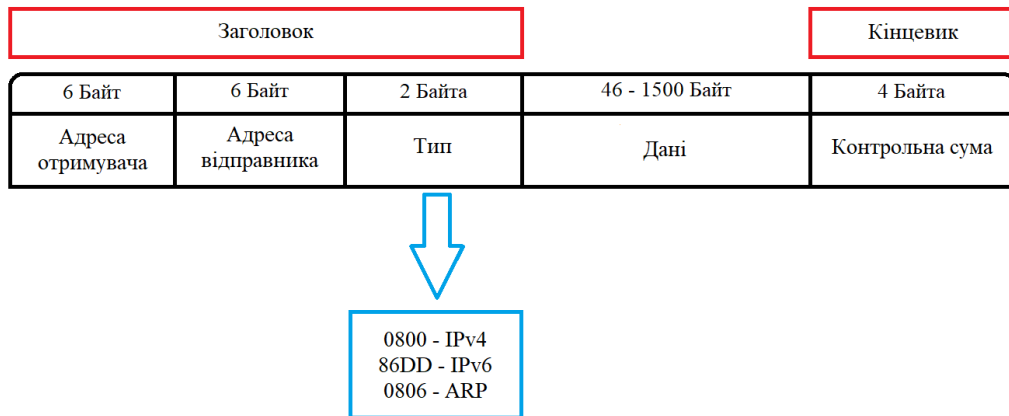 Заголовок
Кінцевик
6 Байт
6 Байт
2 Байта
46 - 1500 Байт
4 Байта
Адреса
отримувача
Адреса
відправника
Тип
Дані
Контрольна сума
0800 - IPv4
86DD - IPv6
0806 - ARP